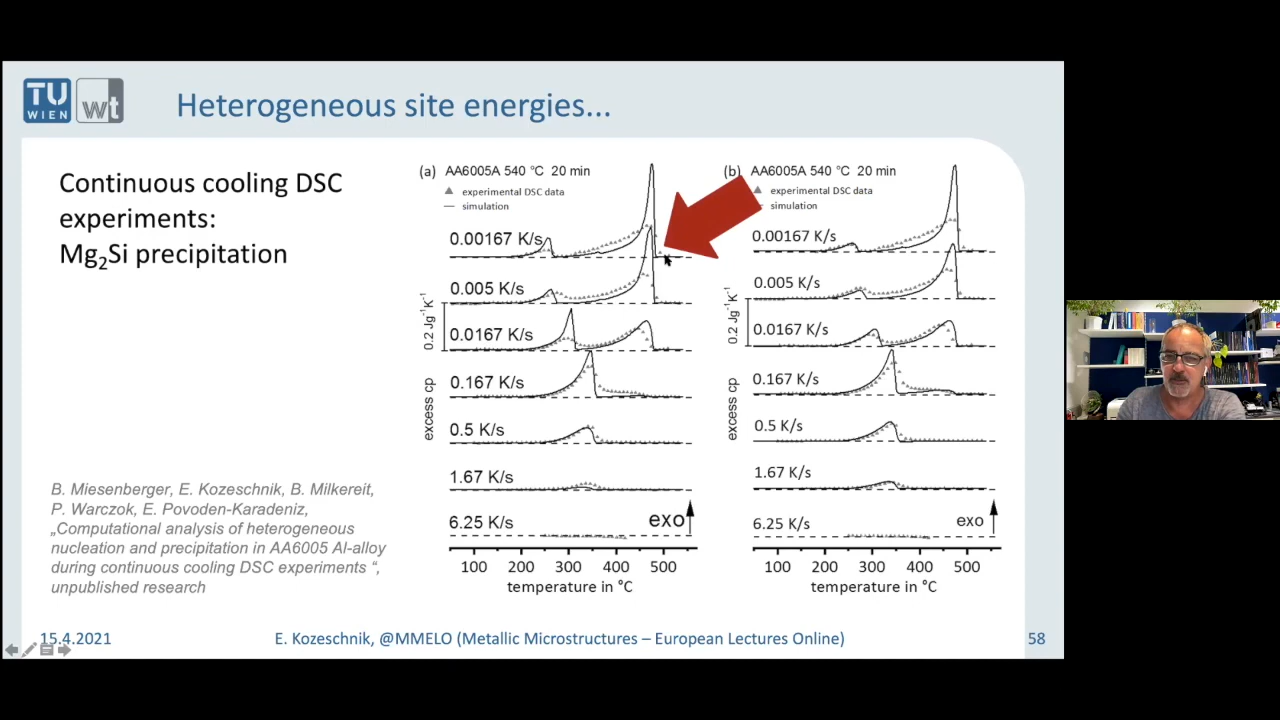 TU
WIEN
wt
Heterogeneous site energies...
Continuous cooling DSC
experiments:
Mg₂Si precipitation
B. Miesenberger, E. Kozeschnik, B. Milkereit,
P. Warczok, E. Povoden-Karadeniz,
„Computational analysis of heterogeneous
nucleation and precipitation in AA6005 Al-alloy
during continuous cooling DSC experiments “,
unpublished research
(a) AA6005A 540 °C 20 min
experimental DSC data
simulation
0.00167 K/s
0.005 K/s
0.0167 K/s
0.167 K/s
0.5 K/s
1.67 K/s
6.25 K/s
exo
0.2 Jg⁻¹K⁻¹
excess cp
100 200 300 400 500
temperature in °C
(b) AA6005A 540 °C 20 min
experimental DSC data
simulation
0.00167 K/s
0.005 K/s
0.0167 K/s
0.167 K/s
0.5 K/s
1.67 K/s
6.25 K/s
exo
0.2 Jg⁻¹K⁻¹
excess cp
100 200 300 400 500
temperature in °C
15.4.2021
E. Kozeschnik, @MMELO (Metallic Microstructures – European Lectures Online)
58